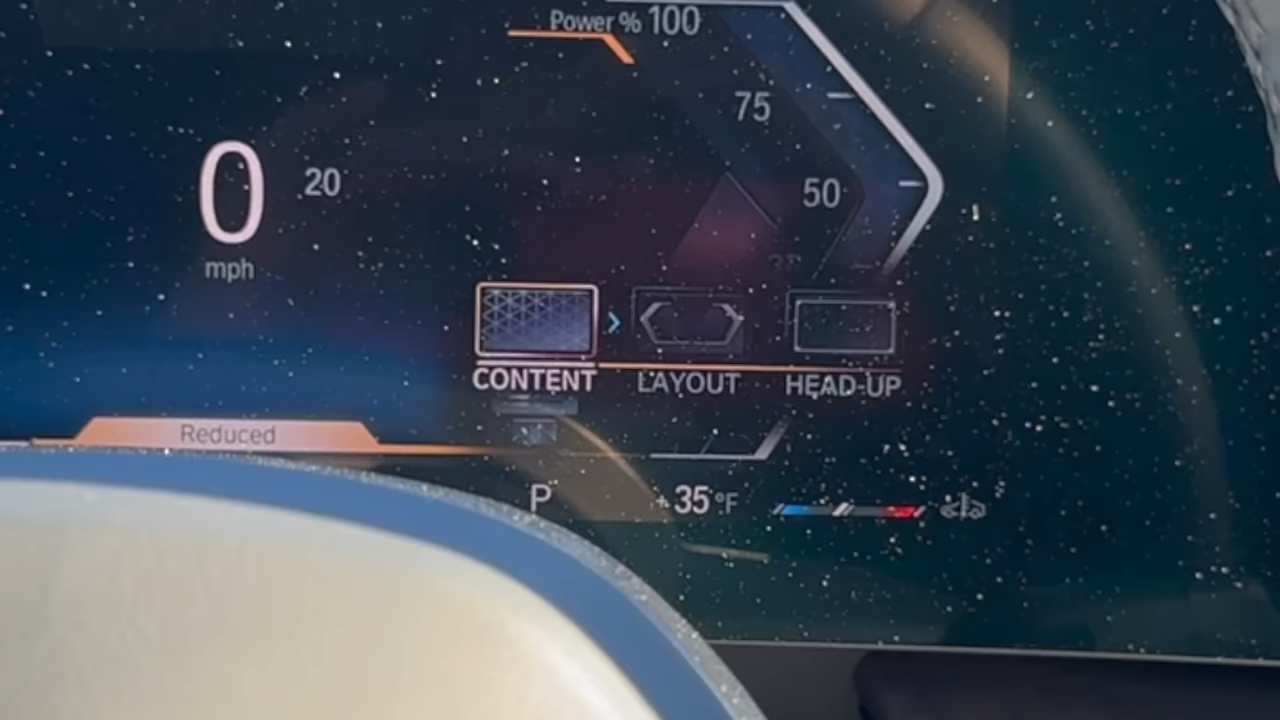 Power % 100
75
0 20
50
mph
CONTENT LAYOUT HEAD-UP
Reduced
P +35°F